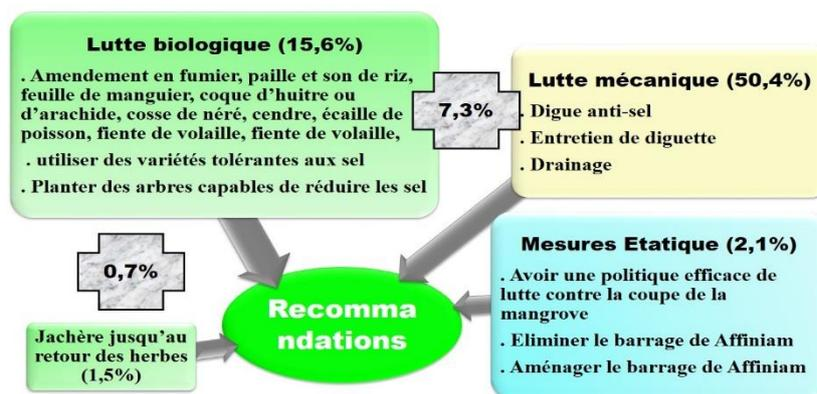 Lutte biologique (15,6%)
. Amendement en fumier, paille et son de riz,
feuille de manguier, coque d'huitre ou
d'arachide, cosse de néré, cendre, écaille de
poisson, fiente de volaille, fiente de volaille,
. utiliser des variétés tolérantes aux sel
. Planter des arbres capables de réduire les sel
7,3%
Lutte mécanique (50,4%)
. Digue anti-sel
. Entretien de diguette
. Drainage
0,7%
Mesures Etatique (2,1%)
. Avoir une politique efficace de
lutte contre la coupe de la
mangrove
. Eliminer le barrage de Affiniam
. Aménager le barrage de Affiniam
Recomma
ndations
Jachère jusqu'au
retour des herbes
(1,5%)